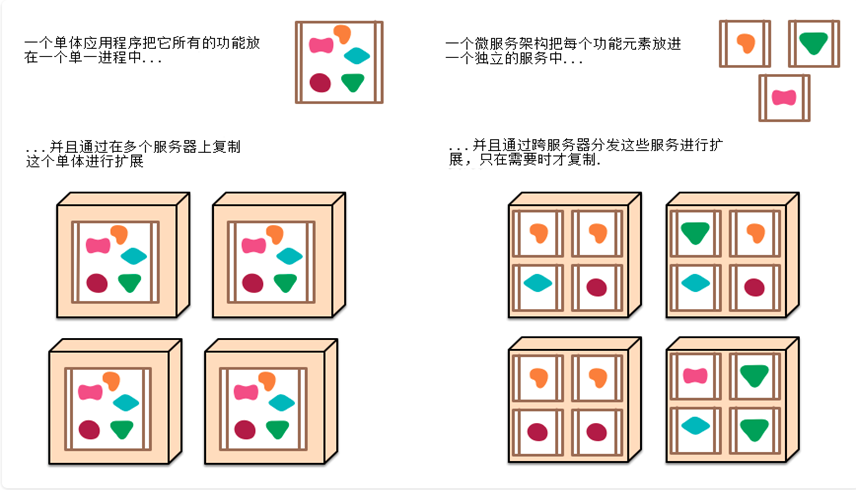 一个单体应用程序把它所有的功能放
在一个单一进程中...
...并且通过在多个服务器上复制
这个单体进行扩展
一个微服务架构把每个功能元素放进
一个独立的服务中...
...并且通过跨服务器分发这些服务进行扩
展，只在需要时才复制.